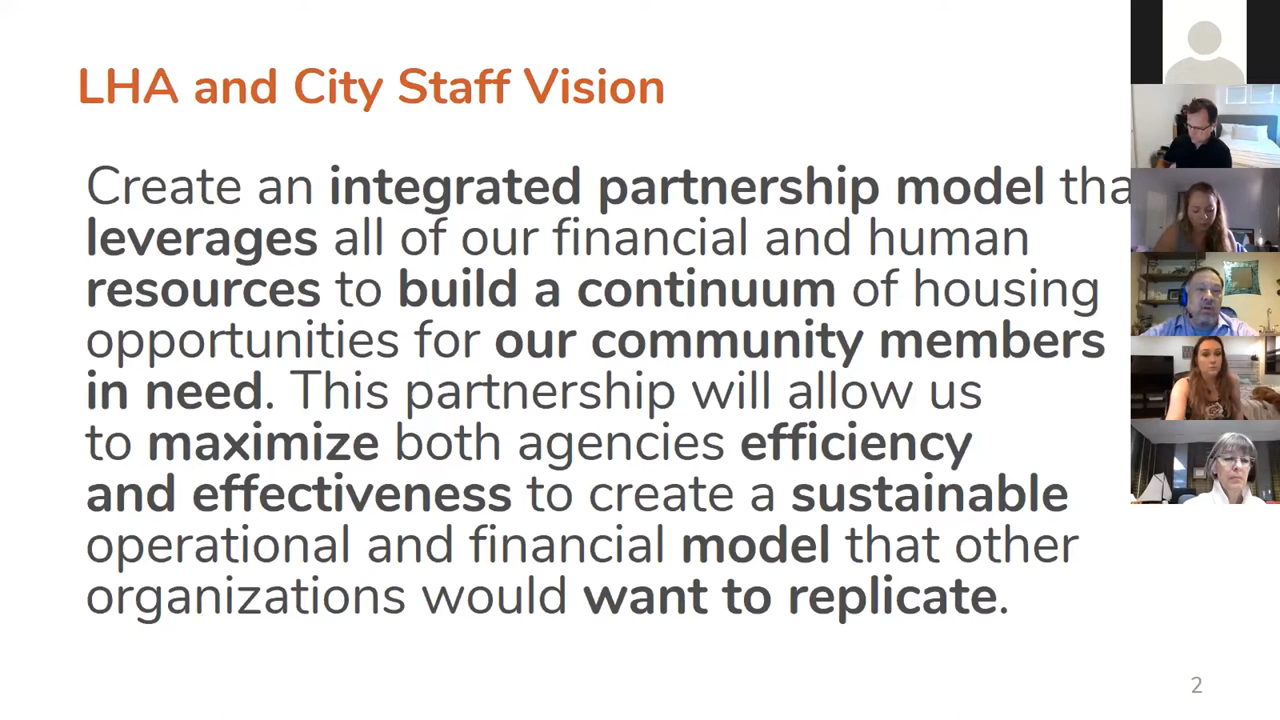 LHA and City Staff Vision
Create an integrated partnership model tha
leverages all of our financial and human
resources to build a continuum of housing
opportunities for our community members
in need. This partnership will allow us
to maximize both agencies efficiency
and effectiveness to create a sustainable
operational and financial model that other
organizations would want to replicate.
2